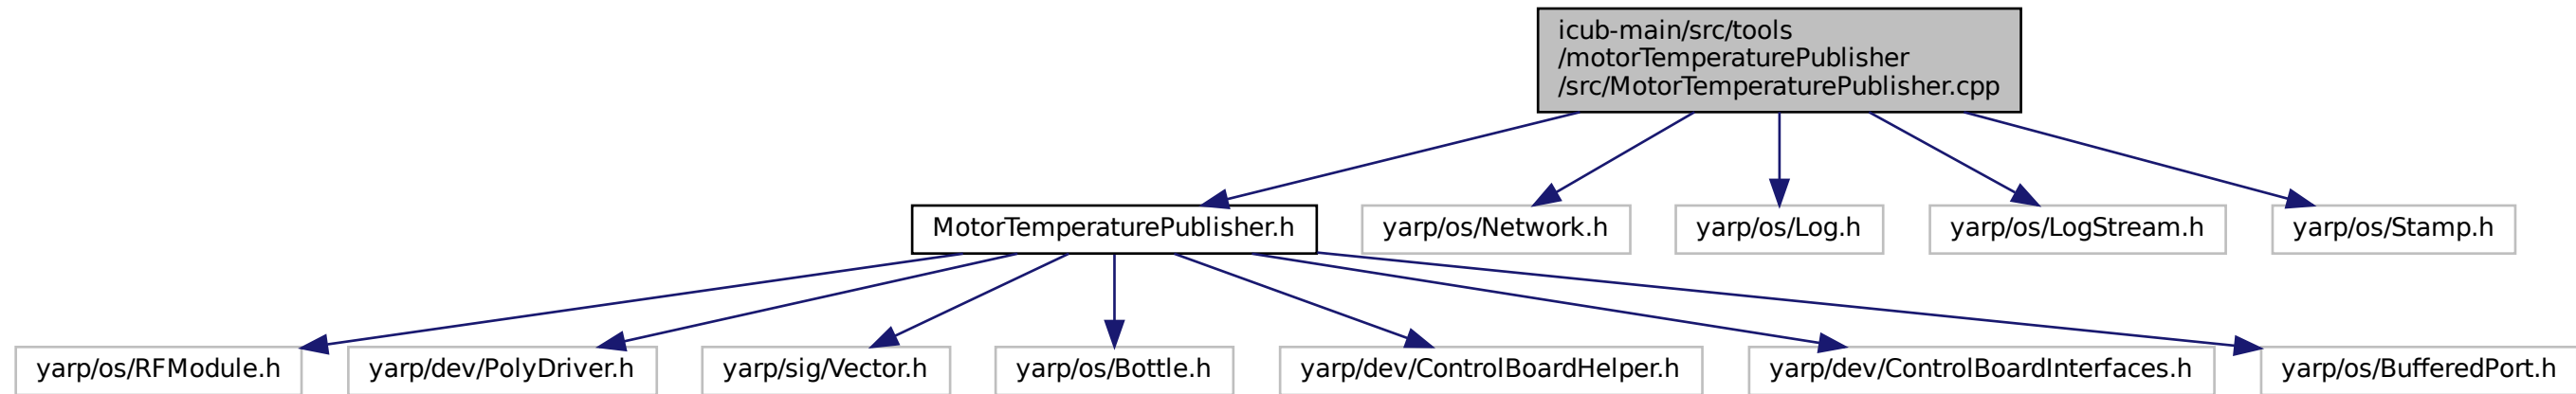 icub-main/src/tools
/motorTemperaturePublisher
/src/MotorTemperaturePublisher.cpp
MotorTemperaturePublisher.h
yarp/os/Network.h
yarp/os/Log.h
yarp/os/LogStream.h
yarp/os/Stamp.h
yarp/os/RFModule.h
yarp/dev/PolyDriver.h
yarp/sig/Vector.h
yarp/os/Bottle.h
yarp/dev/ControlBoardHelper.h
yarp/dev/ControlBoardInterfaces.h
yarp/os/BufferedPort.h